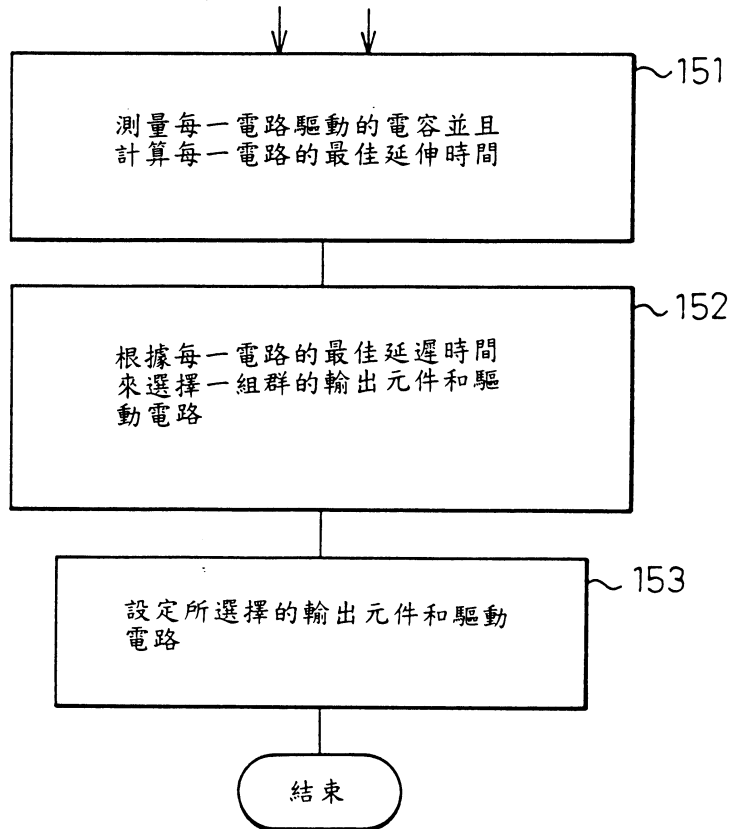 151
測量每一電路驅動的電容並且
計算每一電路的最佳延伸時間
152
根據每一電路的最佳延遲時間
來選擇一組群的輸出元件和驅
動電路
153
設定所選擇的輸出元件和驅動
電路
結束